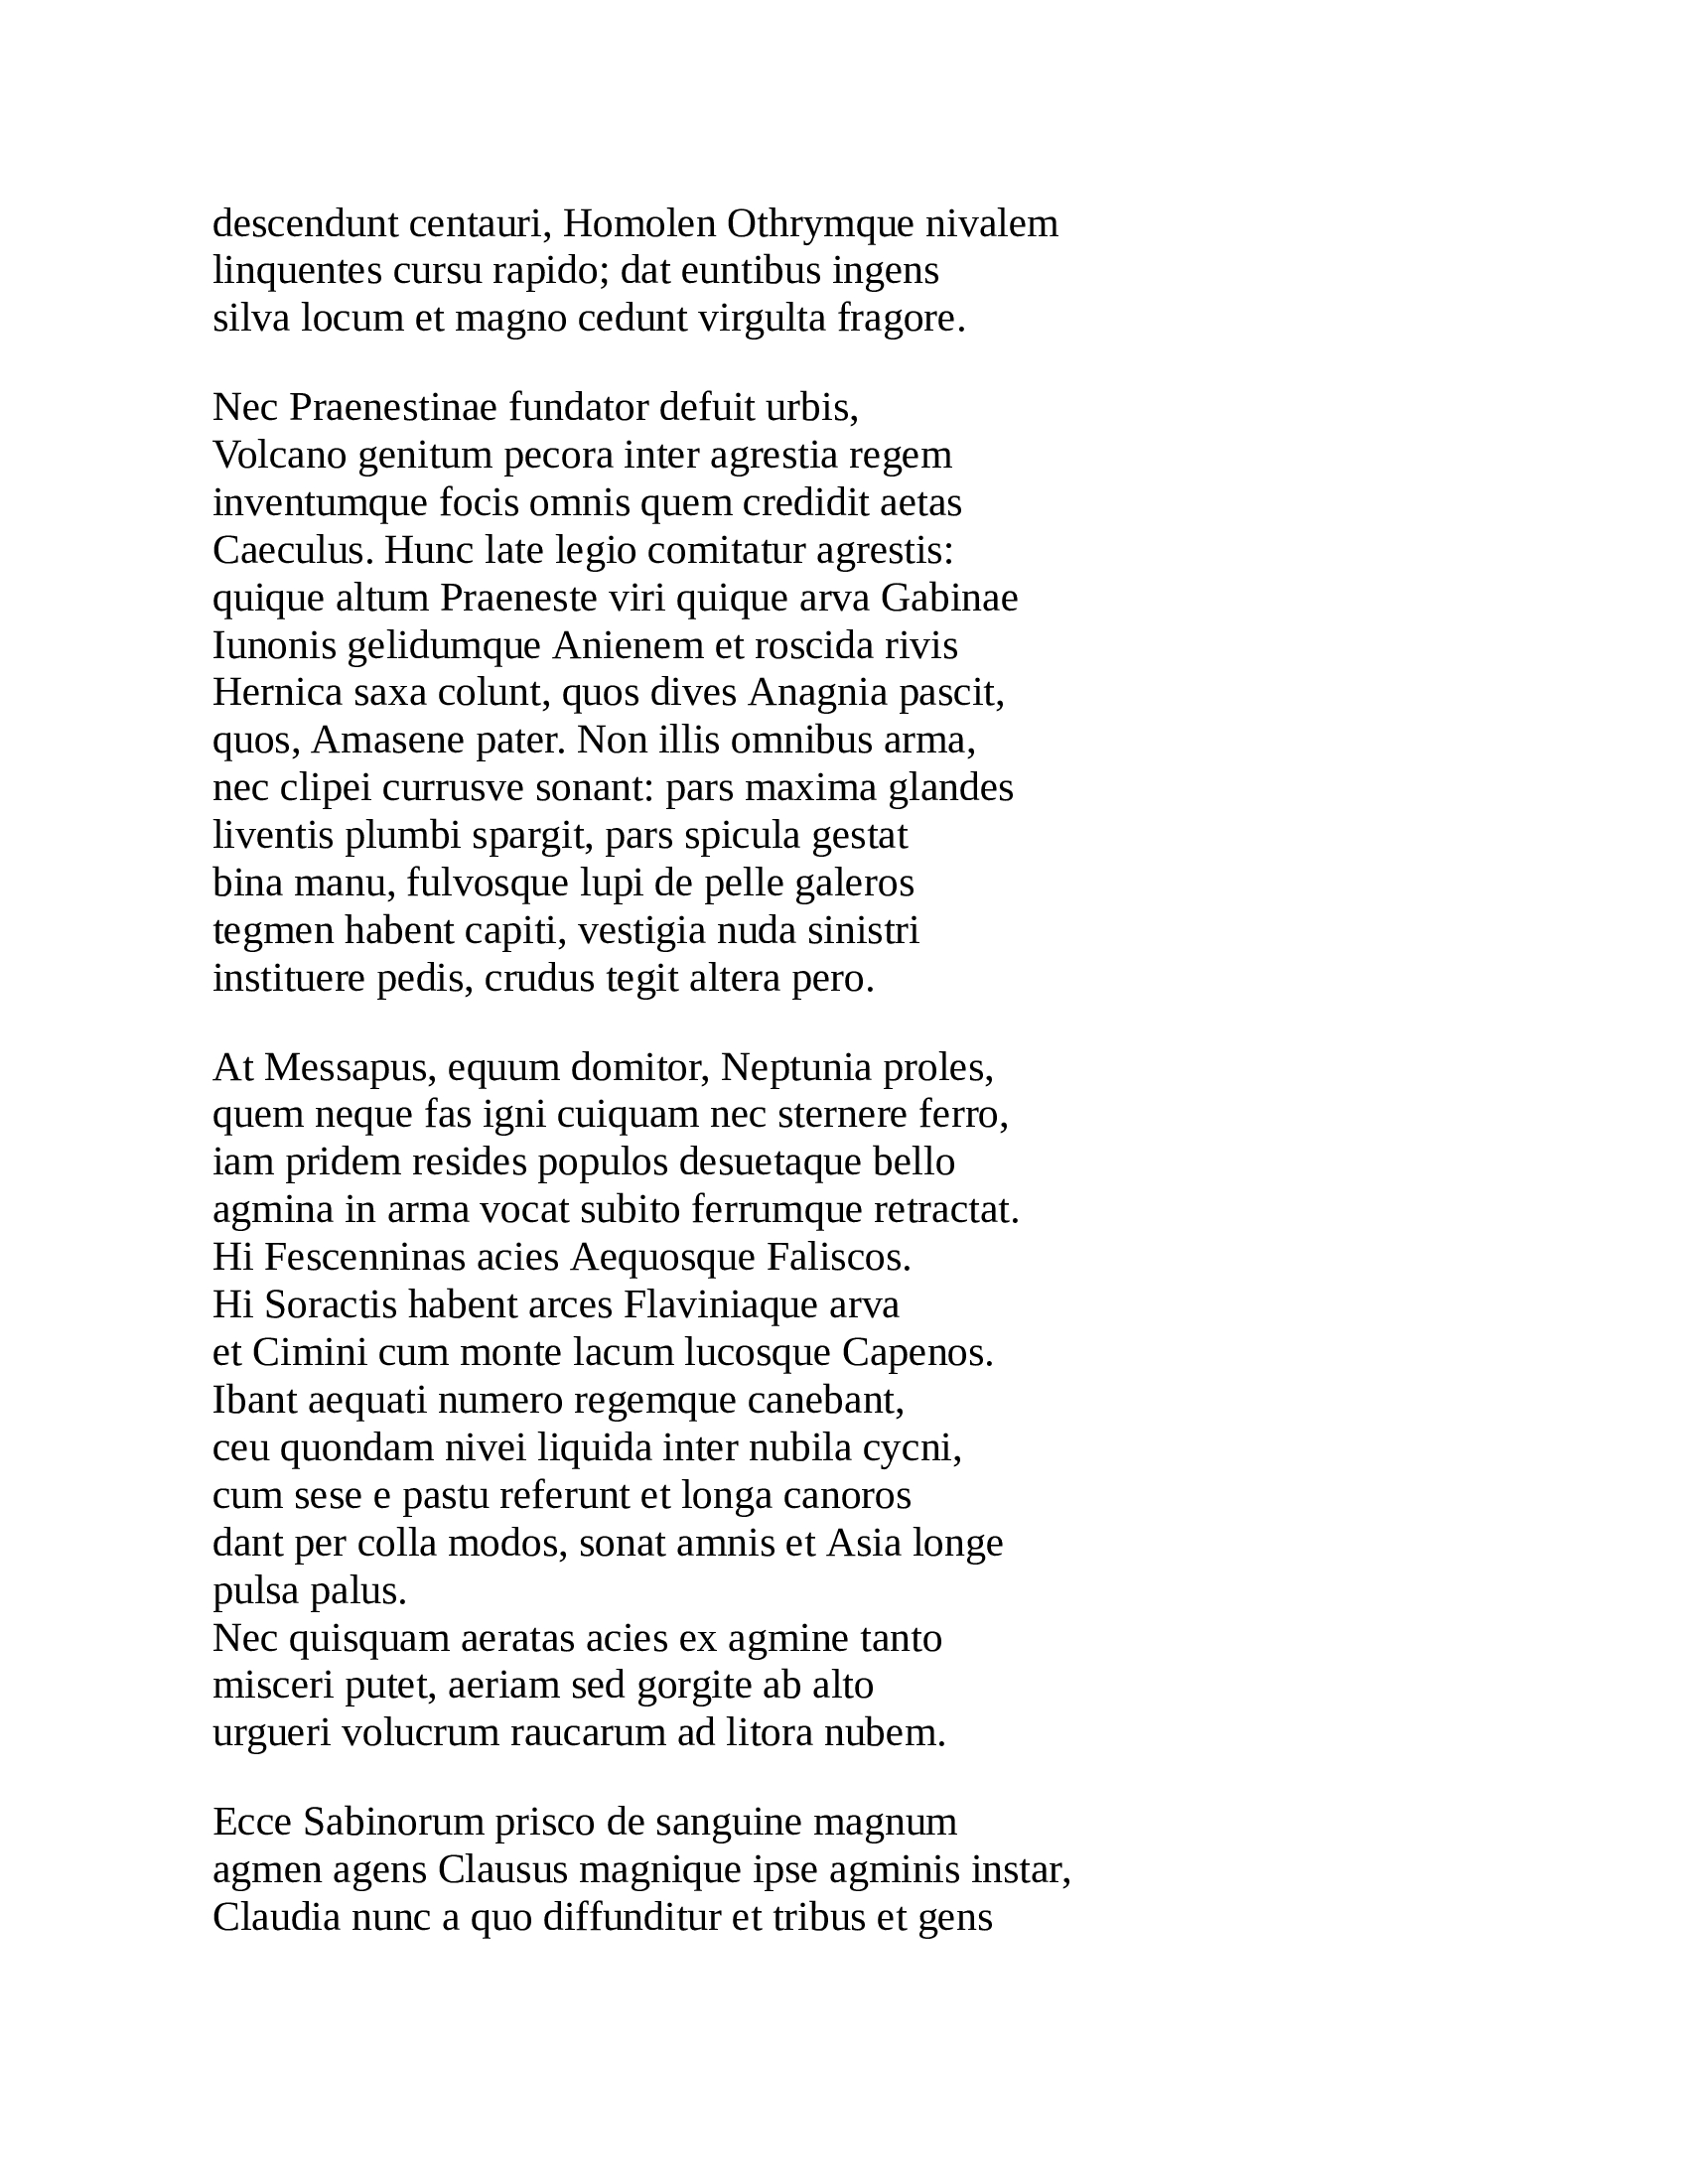 descendunt centauri, Homolen Othrymque nivalem
linquentes cursu rapido; dat euntibus ingens
silva locum et magno cedunt virgulta fragore.

Nec Praenestinae fundator defuit urbis,
Volcano genitum pecora inter agrestia regem
inventumque focis omnis quem credidit aetas
Caeculus. Hunc late legio comitatur agrestis:
quique altum Praeneste viri quique arva Gabinae
Iunonis gelidumque Anienem et roscida rivis
Hernica saxa colunt, quos dives Anagnia pascit,
quos, Amasene pater. Non illis omnibus arma,
nec clipei currusve sonant: pars maxima glandes
liventis plumbi spargit, pars spicula gestat
bina manu, fulvosque lupi de pelle galeros
tegmen habent capiti, vestigia nuda sinistri
instituere pedis, crudus tegit altera pero.

At Messapus, equum domitor, Neptunia proles,
quem neque fas igni cuiquam nec sternere ferro,
iam pridem resides populos desuetaque bello
agmina in arma vocat subito ferrumque retractat.
Hi Fescenninas acies Aequosque Faliscos.
Hi Soractis habent arces Flaviniaque arva
et Cimini cum monte lacum lucosque Capenos.
Ibant aequati numero regemque canebant,
ceu quondam nivei liquida inter nubila cycni,
cum sese e pastu referunt et longa canoros
dant per colla modos, sonat amnis et Asia longe
pulsa palus.
Nec quisquam aeratas acies ex agmine tanto
misceri putet, aeriam sed gorgite ab alto
urgueri volucrum raucarum ad litora nubem.

Ecce Sabinorum prisco de sanguine magnum
agmen agens Clausus magnique ipse agminis instar,
Claudia nunc a quo diffunditur et tribus et gens